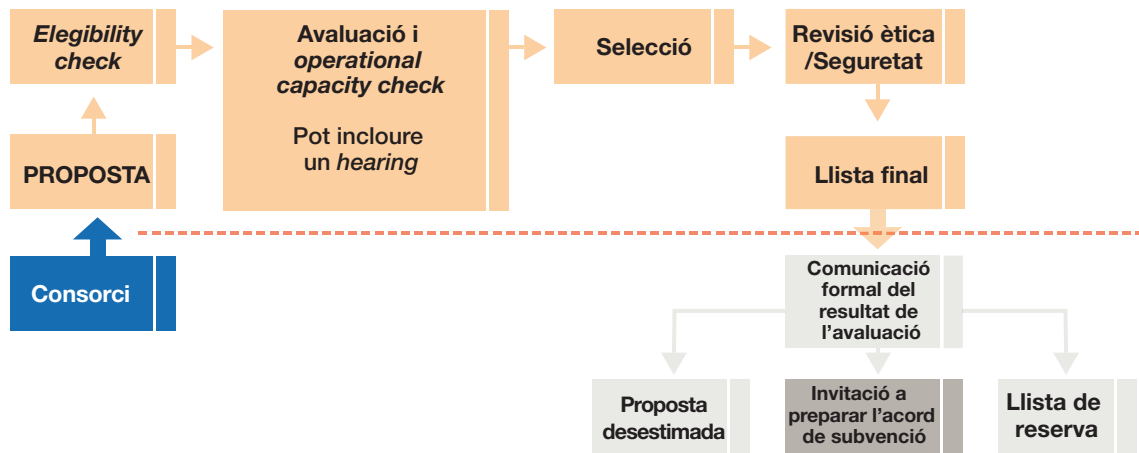 Elegibility
check
Avaluació i
operational
capacity check
Pot incloure
un hearing
Selecció
Revisió ètica
/Seguretat
PROPOSTA
Llista final
Consorci
Comunicació
formal del
resultat de
l’avaluació
Proposta
desestimada
Invitació a
preparar l’acord
de subvenció
Llista de
reserva